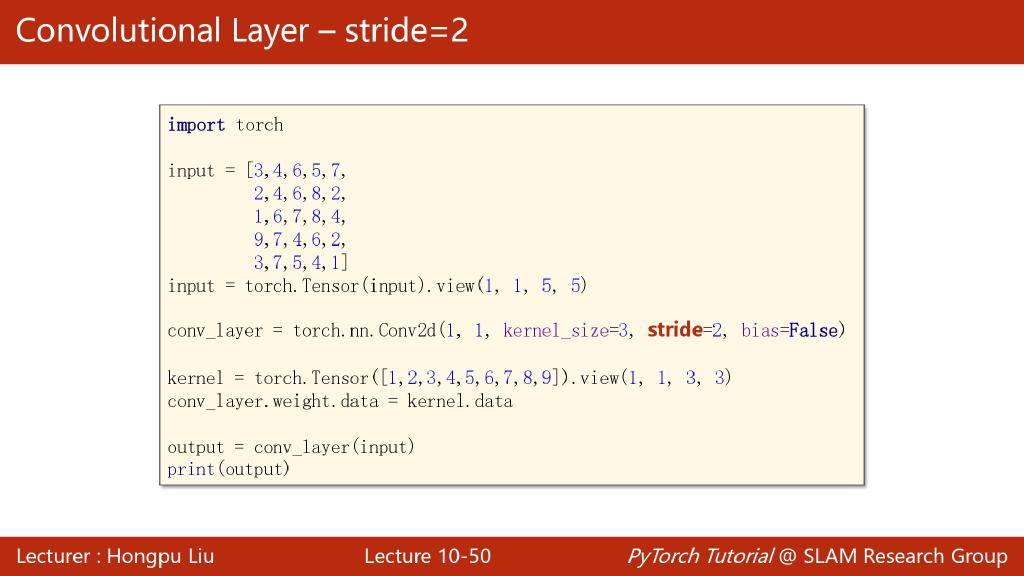 Convolutional Layer – stride=2
import torch
input = [3,4,6,5,7,
2,4,6,8,2,
1,6,7,8,4,
9,7,4,6,2,
3,7,5,4,1]
input = torch.Tensor(input).view(1, 1, 5, 5)
conv_layer = torch.nn.Conv2d(1, 1, kernel_size=3, stride=2, bias=False)
kernel = torch.Tensor([1,2,3,4,5,6,7,8,9]).view(1, 1, 3, 3)
conv_layer.weight.data = kernel.data
output = conv_layer(input)
print(output)
Lecturer : Hongpu Liu Lecture 10-50 PyTorch Tutorial @ SLAM Research Group